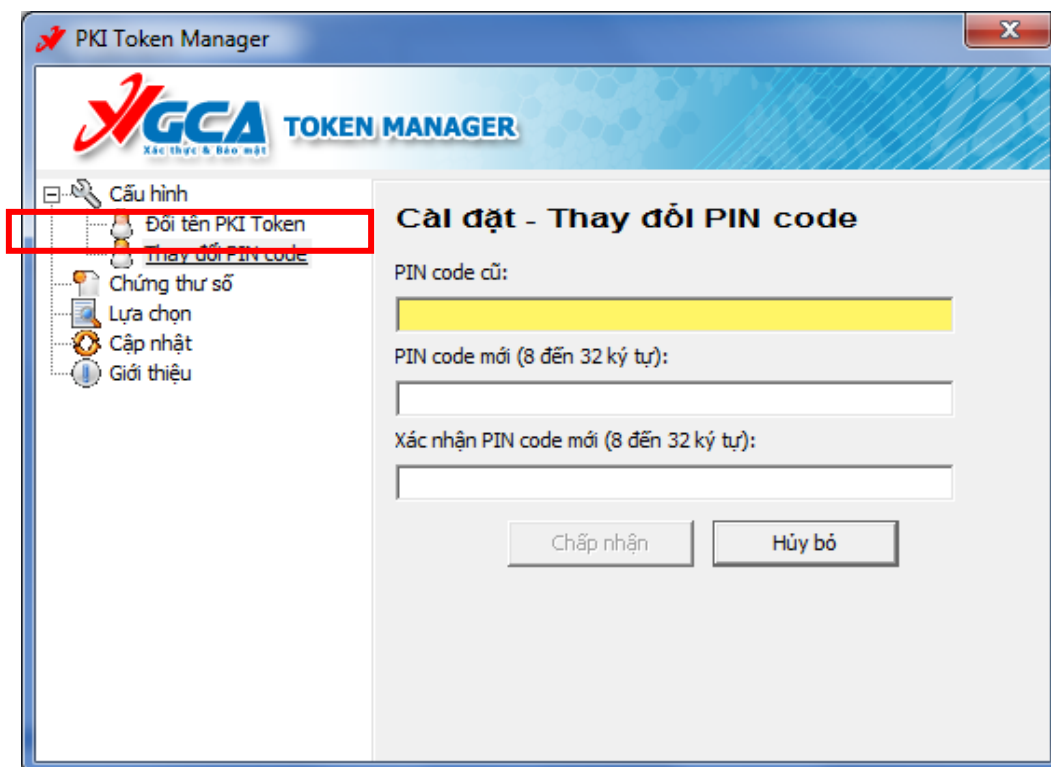 PKI Token Manager
VGCA TOKEN MANAGER
Xác thực & Bảo mật
Cấu hình
Đổi tên PKI Token
Thay đổi PIN code
Chứng thư số
Lựa chọn
Cập nhật
Giới thiệu
Cài đặt - Thay đổi PIN code
PIN code cũ:
PIN code mới (8 đến 32 ký tự):
Xác nhận PIN code mới (8 đến 32 ký tự):
Chấp nhận
Hủy bỏ